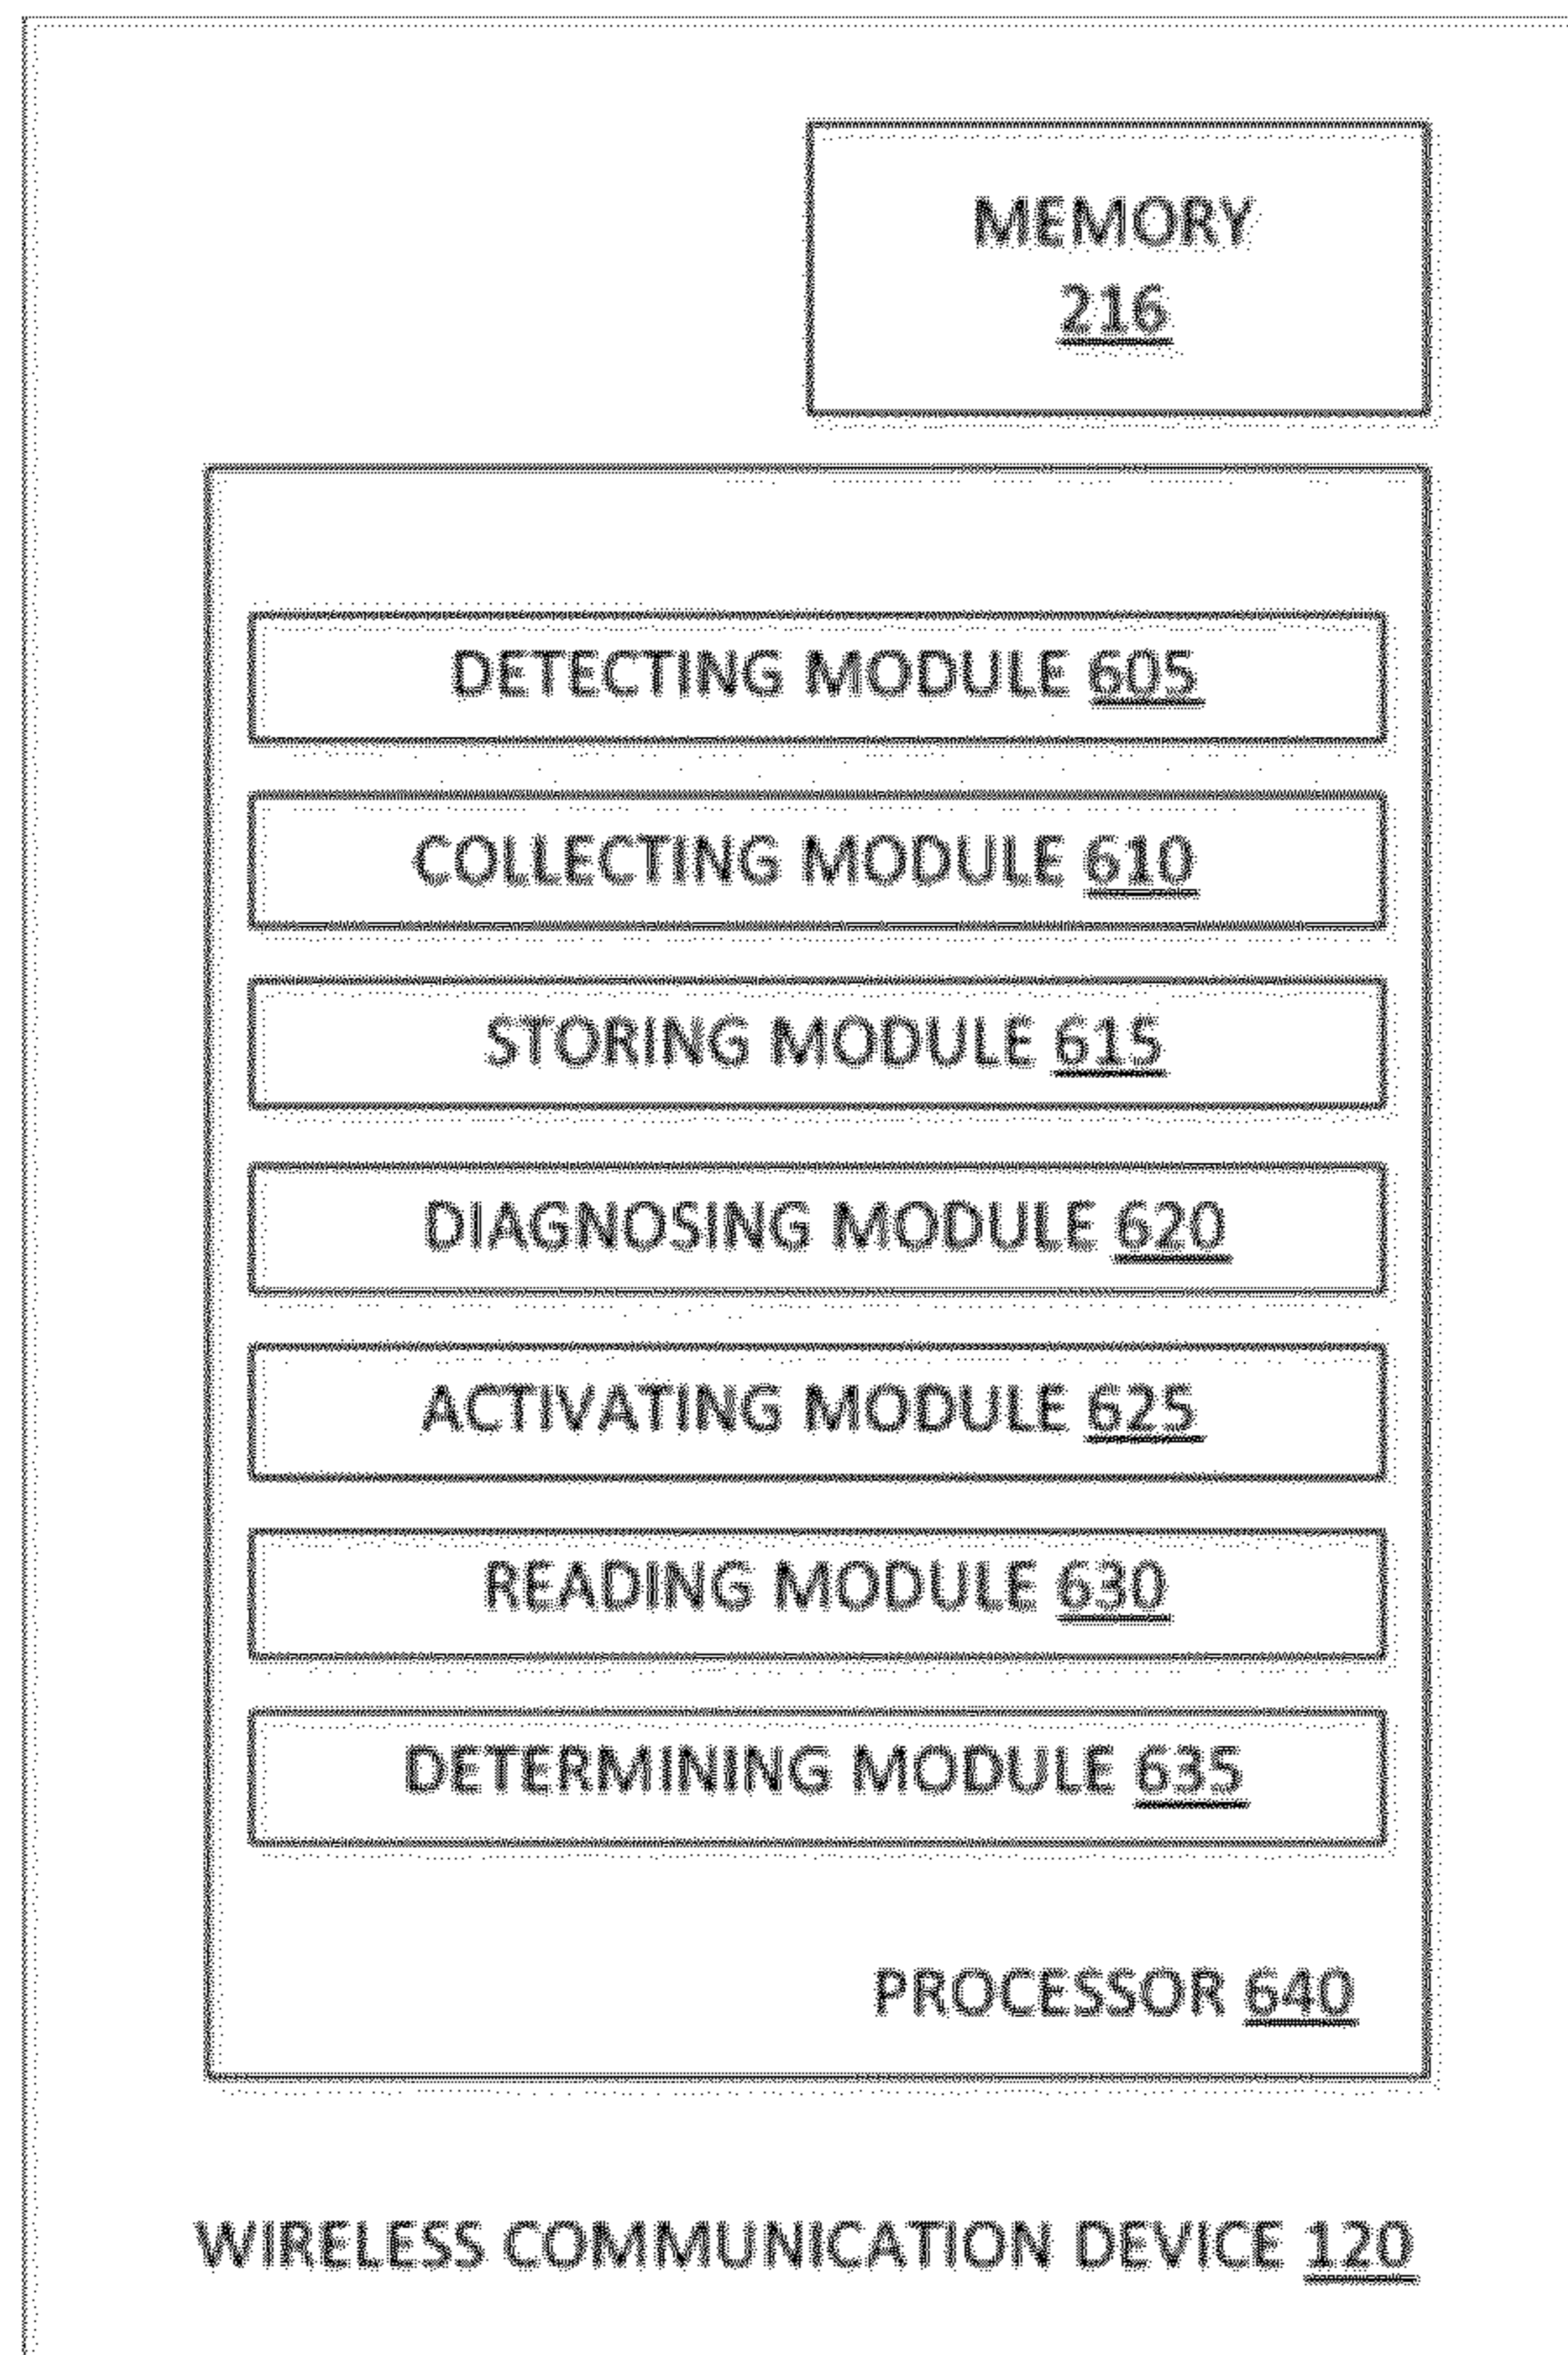 MEMORY
216
DETECTING MODULE 605
COLLECTING MODULE 610
STORING MODULE 615
DIAGNOSING MODULE 620
ACTIVATING MODULE 625
READING MODULE 630
DETERMINING MODULE 635
PROCESSOR 640
WIRELESS COMMUNICATION DEVICE 120